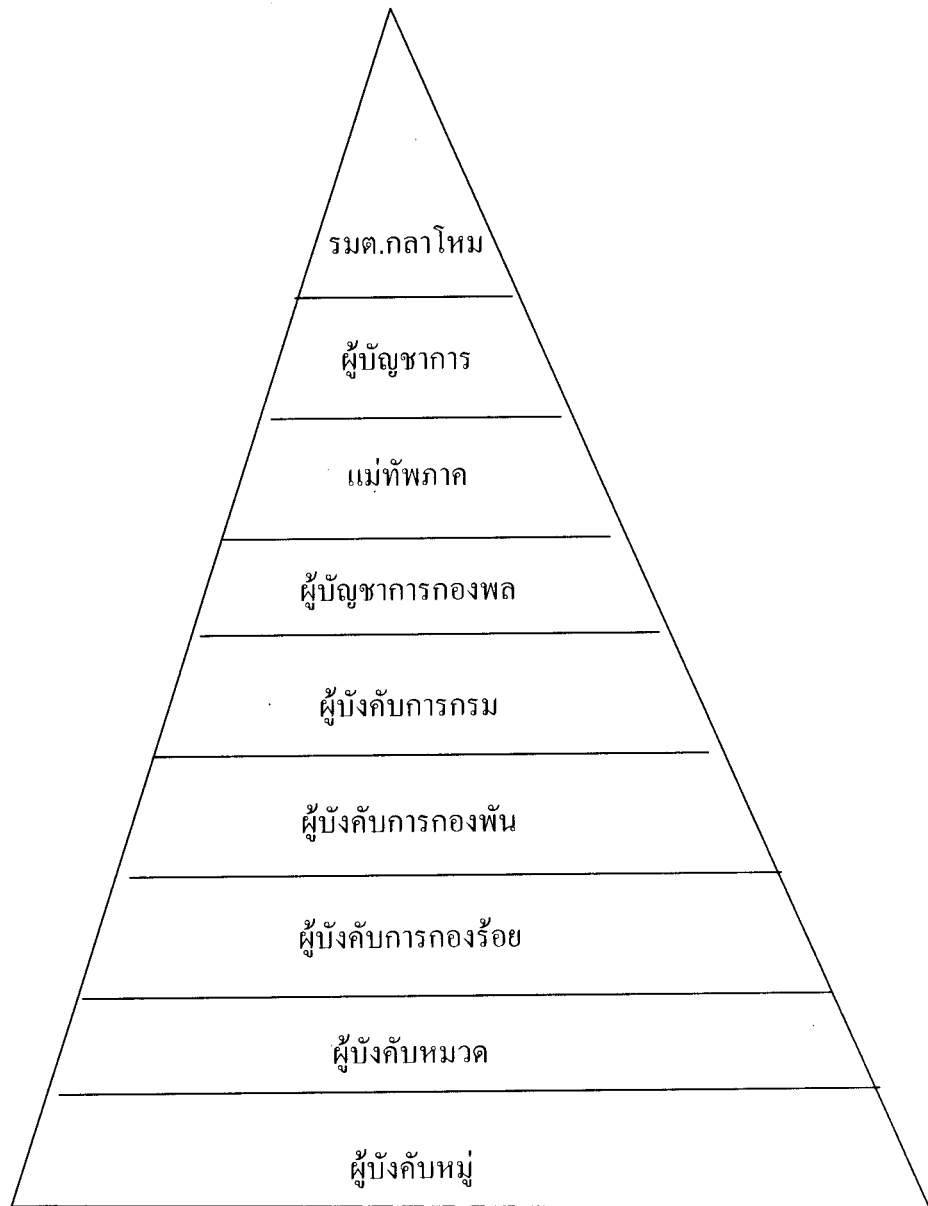 รมต.กลาโหม
ผู้บัญชาการ
แม่ทัพภาค
ผู้บัญชาการกองพล
ผู้บังคับการกรม
ผู้บังคับการกองพัน
ผู้บังคับการกองร้อย
ผู้บังคับหมวด
ผู้บังคับหมู่